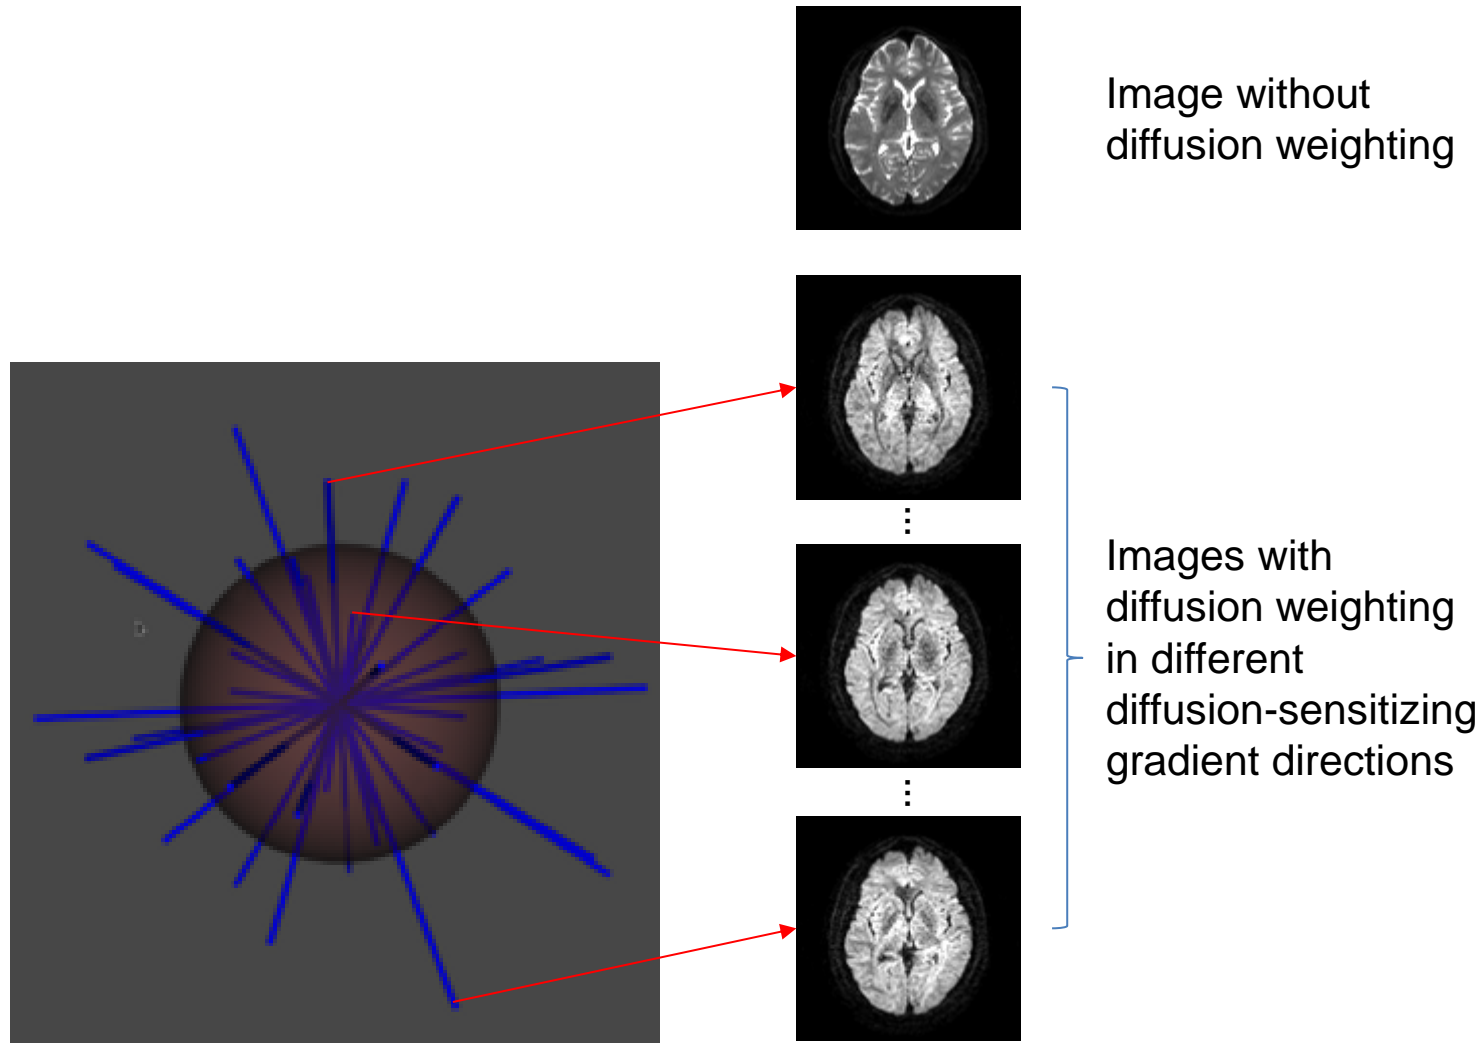 Image without
diffusion weighting
⋮
Images with
diffusion weighting
in different
diffusion-sensitizing
gradient directions
⋮